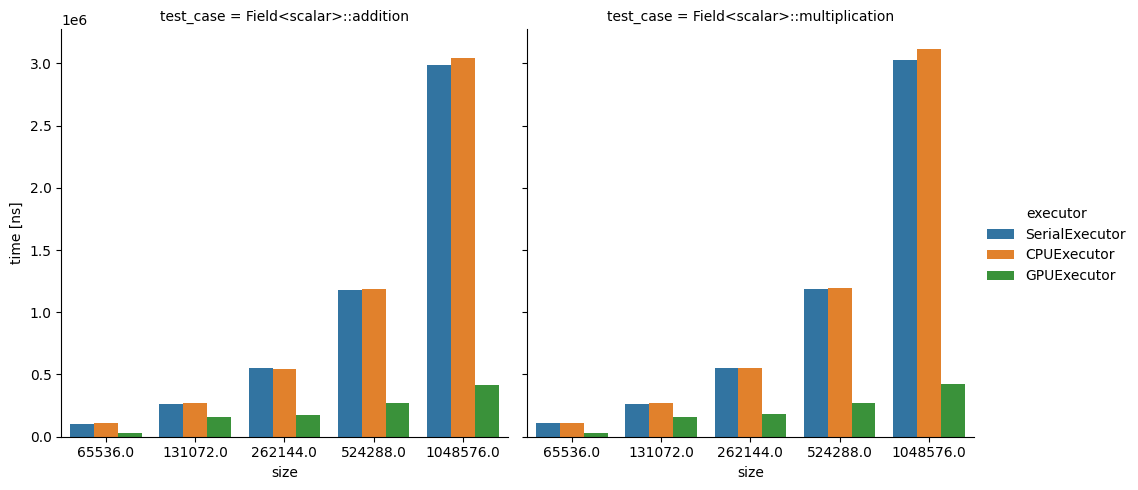 test_case = Field<scalar>::addition
test_case = Field<scalar>::multiplication
1e6
3.0
2.5
2.0
1.5
1.0
0.5
0.0
time [ns]
65536.0 131072.0 262144.0 524288.0 1048576.0
size
65536.0 131072.0 262144.0 524288.0 1048576.0
size
executor
SerialExecutor
CPUExecutor
GPUExecutor